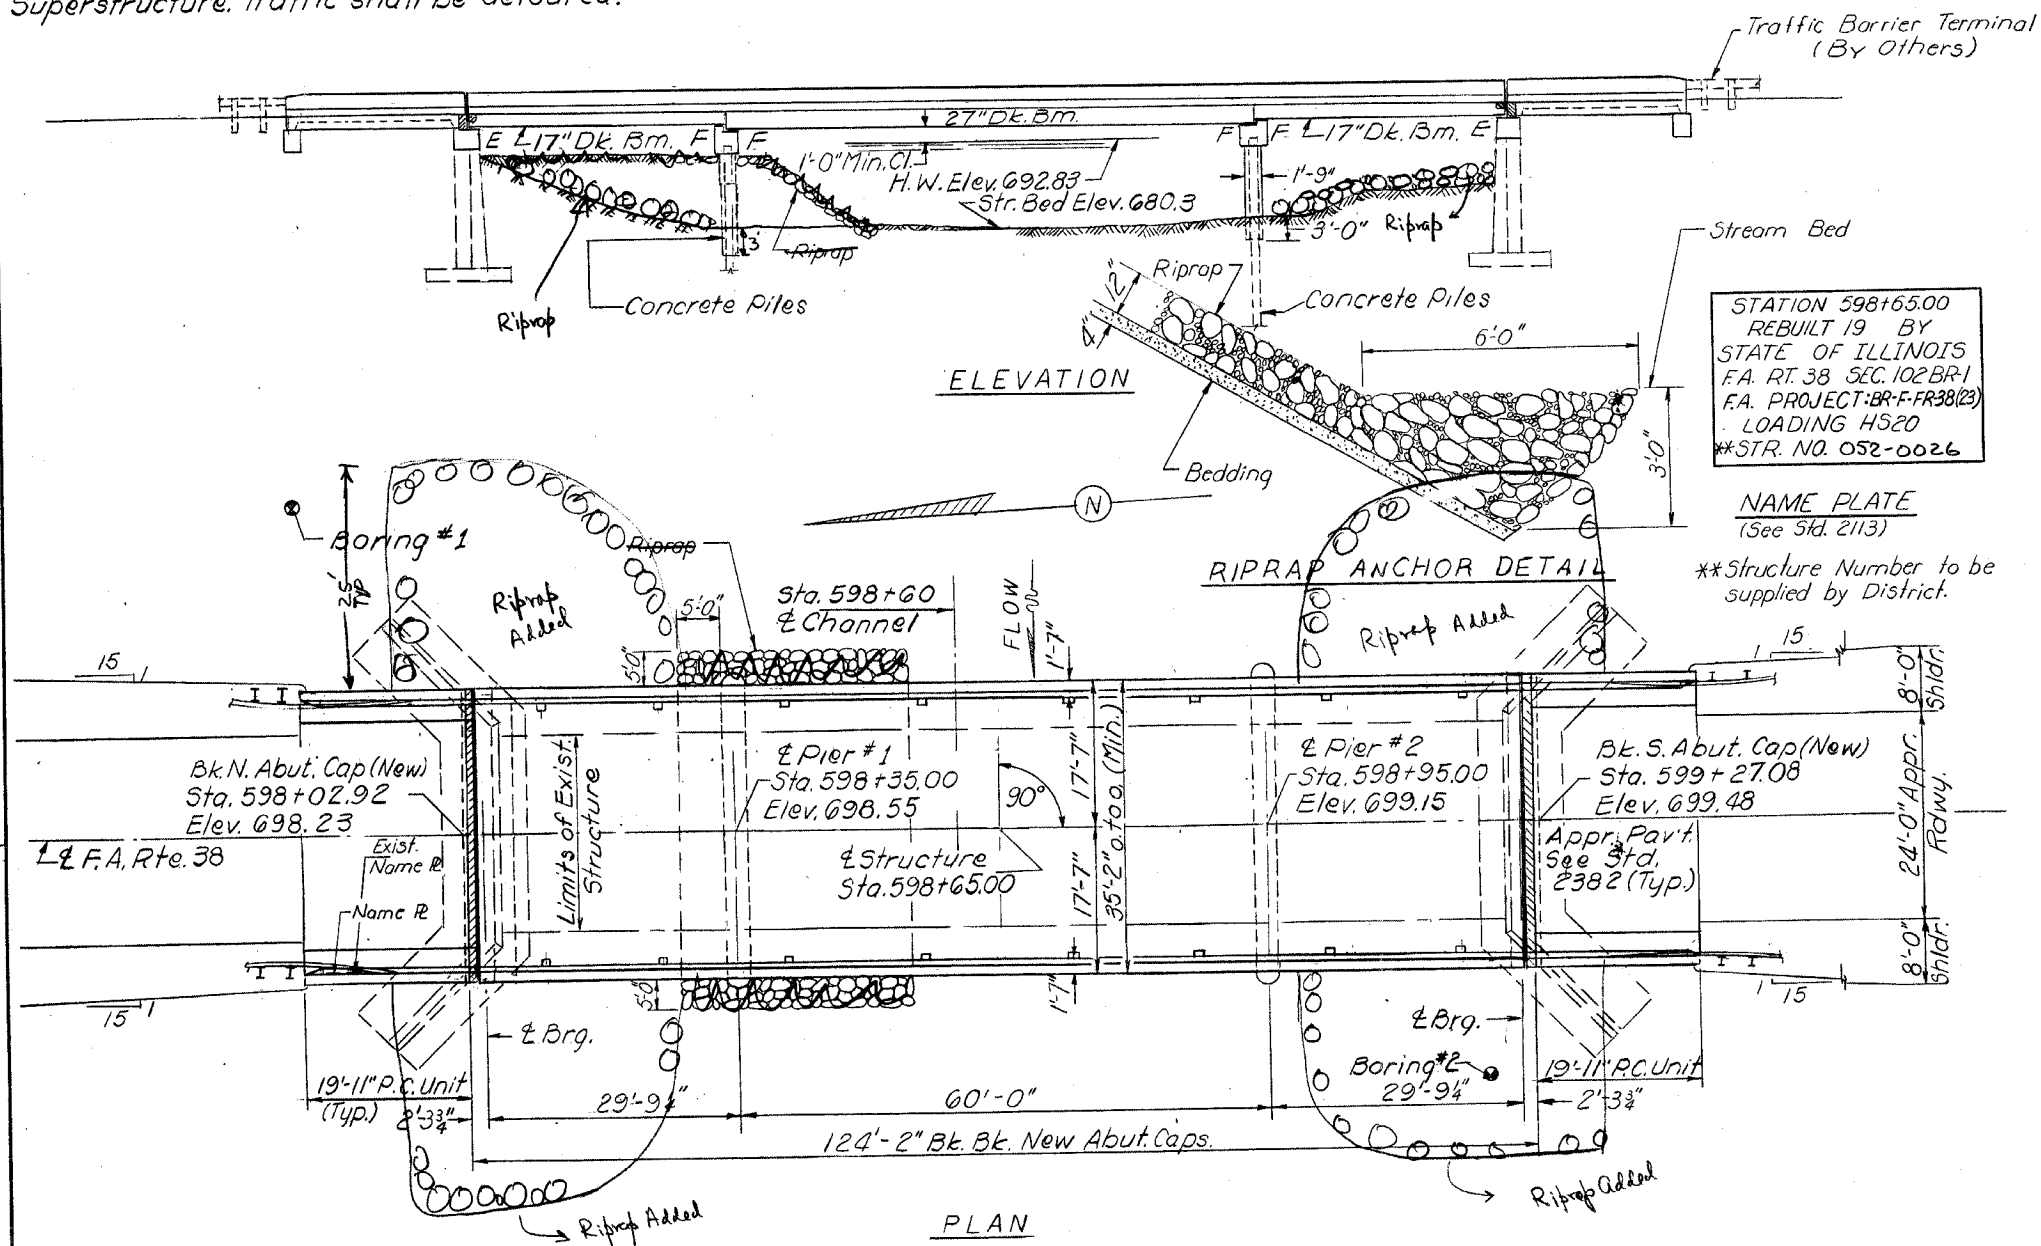 Superstructure. Traffic shall be detoured.
Traffic Barrier Terminal
(By Others)
27" Dk. Bm.
E 17" Dk. Bm. F F
F F 17" Dk. Bm. E
1'-0" Min. Cl.
H.W. Elev. 692.83
Str. Bed Elev. 680.3
1'-9"
3'-0"
Riprap
3'
Riprap
Concrete Piles
Riprap
Concrete Piles
ELEVATION
Riprap
12"
4"
6'-0"
Stream Bed
3'-0"
Bedding
RIPRAP ANCHOR DETAIL
STATION 598+65.00
REBUILT 19 BY
STATE OF ILLINOIS
F.A. RT. 38 SEC. 102BR-1
F.A. PROJECT: BR-F-FR-38(23)
LOADING HS20
**STR. NO. 052-0026
NAME PLATE
(See Std. 2113)
**Structure Number to be
supplied by District.
N
Boring #1
25'
Typ
Riprap
Added
Riprap
5'-0"
5'-0"
Sta. 598+60
℄ Channel
FLOW
1'-7"
Riprap Added
15
1
1
15
8'-0"
Shldr.
24'-0" Appr.
Rdwy.
8'-0"
Shldr.
Bk. N. Abut. Cap (New)
Sta. 598+02.92
Elev. 698.23
℄ F.A. Rte. 38
Exist.
Name ℙL
Name ℙL
Limits of Exist.
Structure
℄ Pier #1
Sta. 598+35.00
Elev. 698.55
90°
℄ Structure
Sta. 598+65.00
17'-7"
17'-7"
35'-2" o. to o. (Min.)
℄ Pier #2
Sta. 598+95.00
Elev. 699.15
Bk. S. Abut. Cap (New)
Sta. 599+27.08
Elev. 699.48
Appr. Pav't.
See Std.
2382 (Typ.)
15
1
5'-0"
1'-7"
1
15
℄ Brg.
℄ Brg.
Boring #2
19'-11" P.C. Unit
(Typ.)
2'-3¾"
29'-9¼"
60'-0"
29'-9¼"
19'-11" P.C. Unit
2'-3¾"
124'-2" Bk. Bk. New Abut. Caps.
Riprap Added
Riprap Added
PLAN